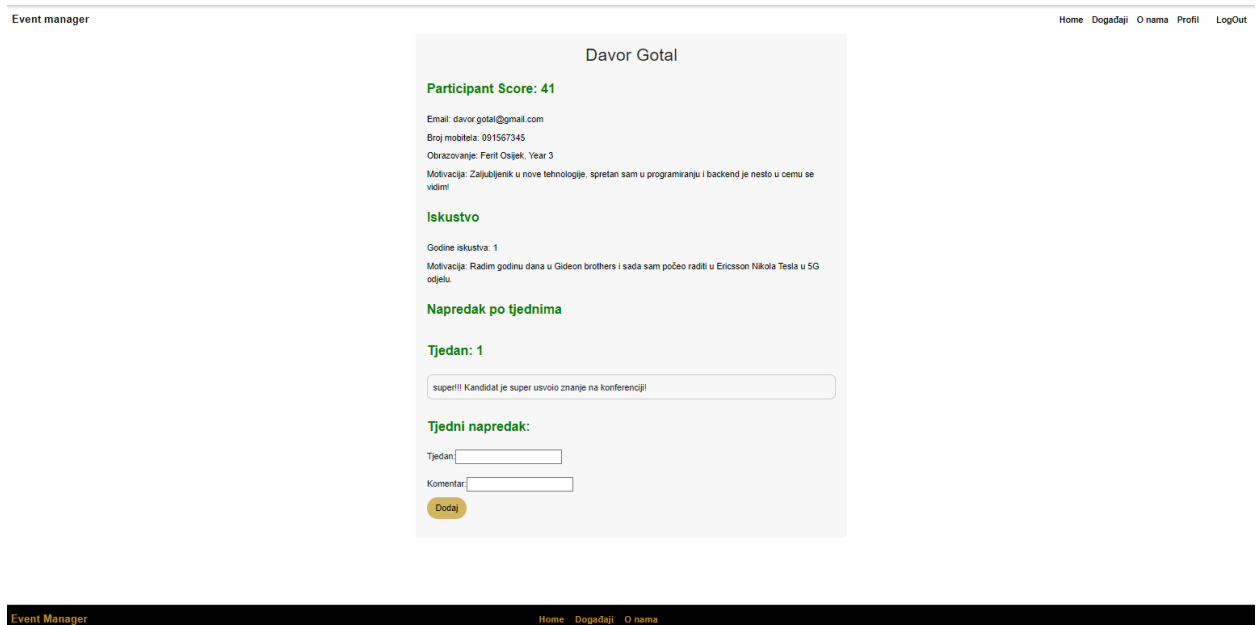 Event manager
Home Događaji O nama Profil LogOut
Davor Gotal
Participant Score: 41
Email: davor.gotal@gmail.com
Broj mobitela: 091567345
Obrazovanje: Ferit Osijek, Year 3
Motivacija: Zaljubljenik u nove tehnologije, spretan sam u programiranju i backend je nesto u cemu se
vidim!
Iskustvo
Godine iskustva: 1
Motivacija: Radim godinu dana u Gideon brothers i sada sam počeo raditi u Ericsson Nikola Tesla u 5G
odjelu.
Napredak po tjednima
Tjedan: 1
super!!! Kandidat je super usvoio znanje na konferenciji!
Tjedni napredak:
Tjedan:
Komentar:
Dodaj
Event Manager
Home Događaji O nama